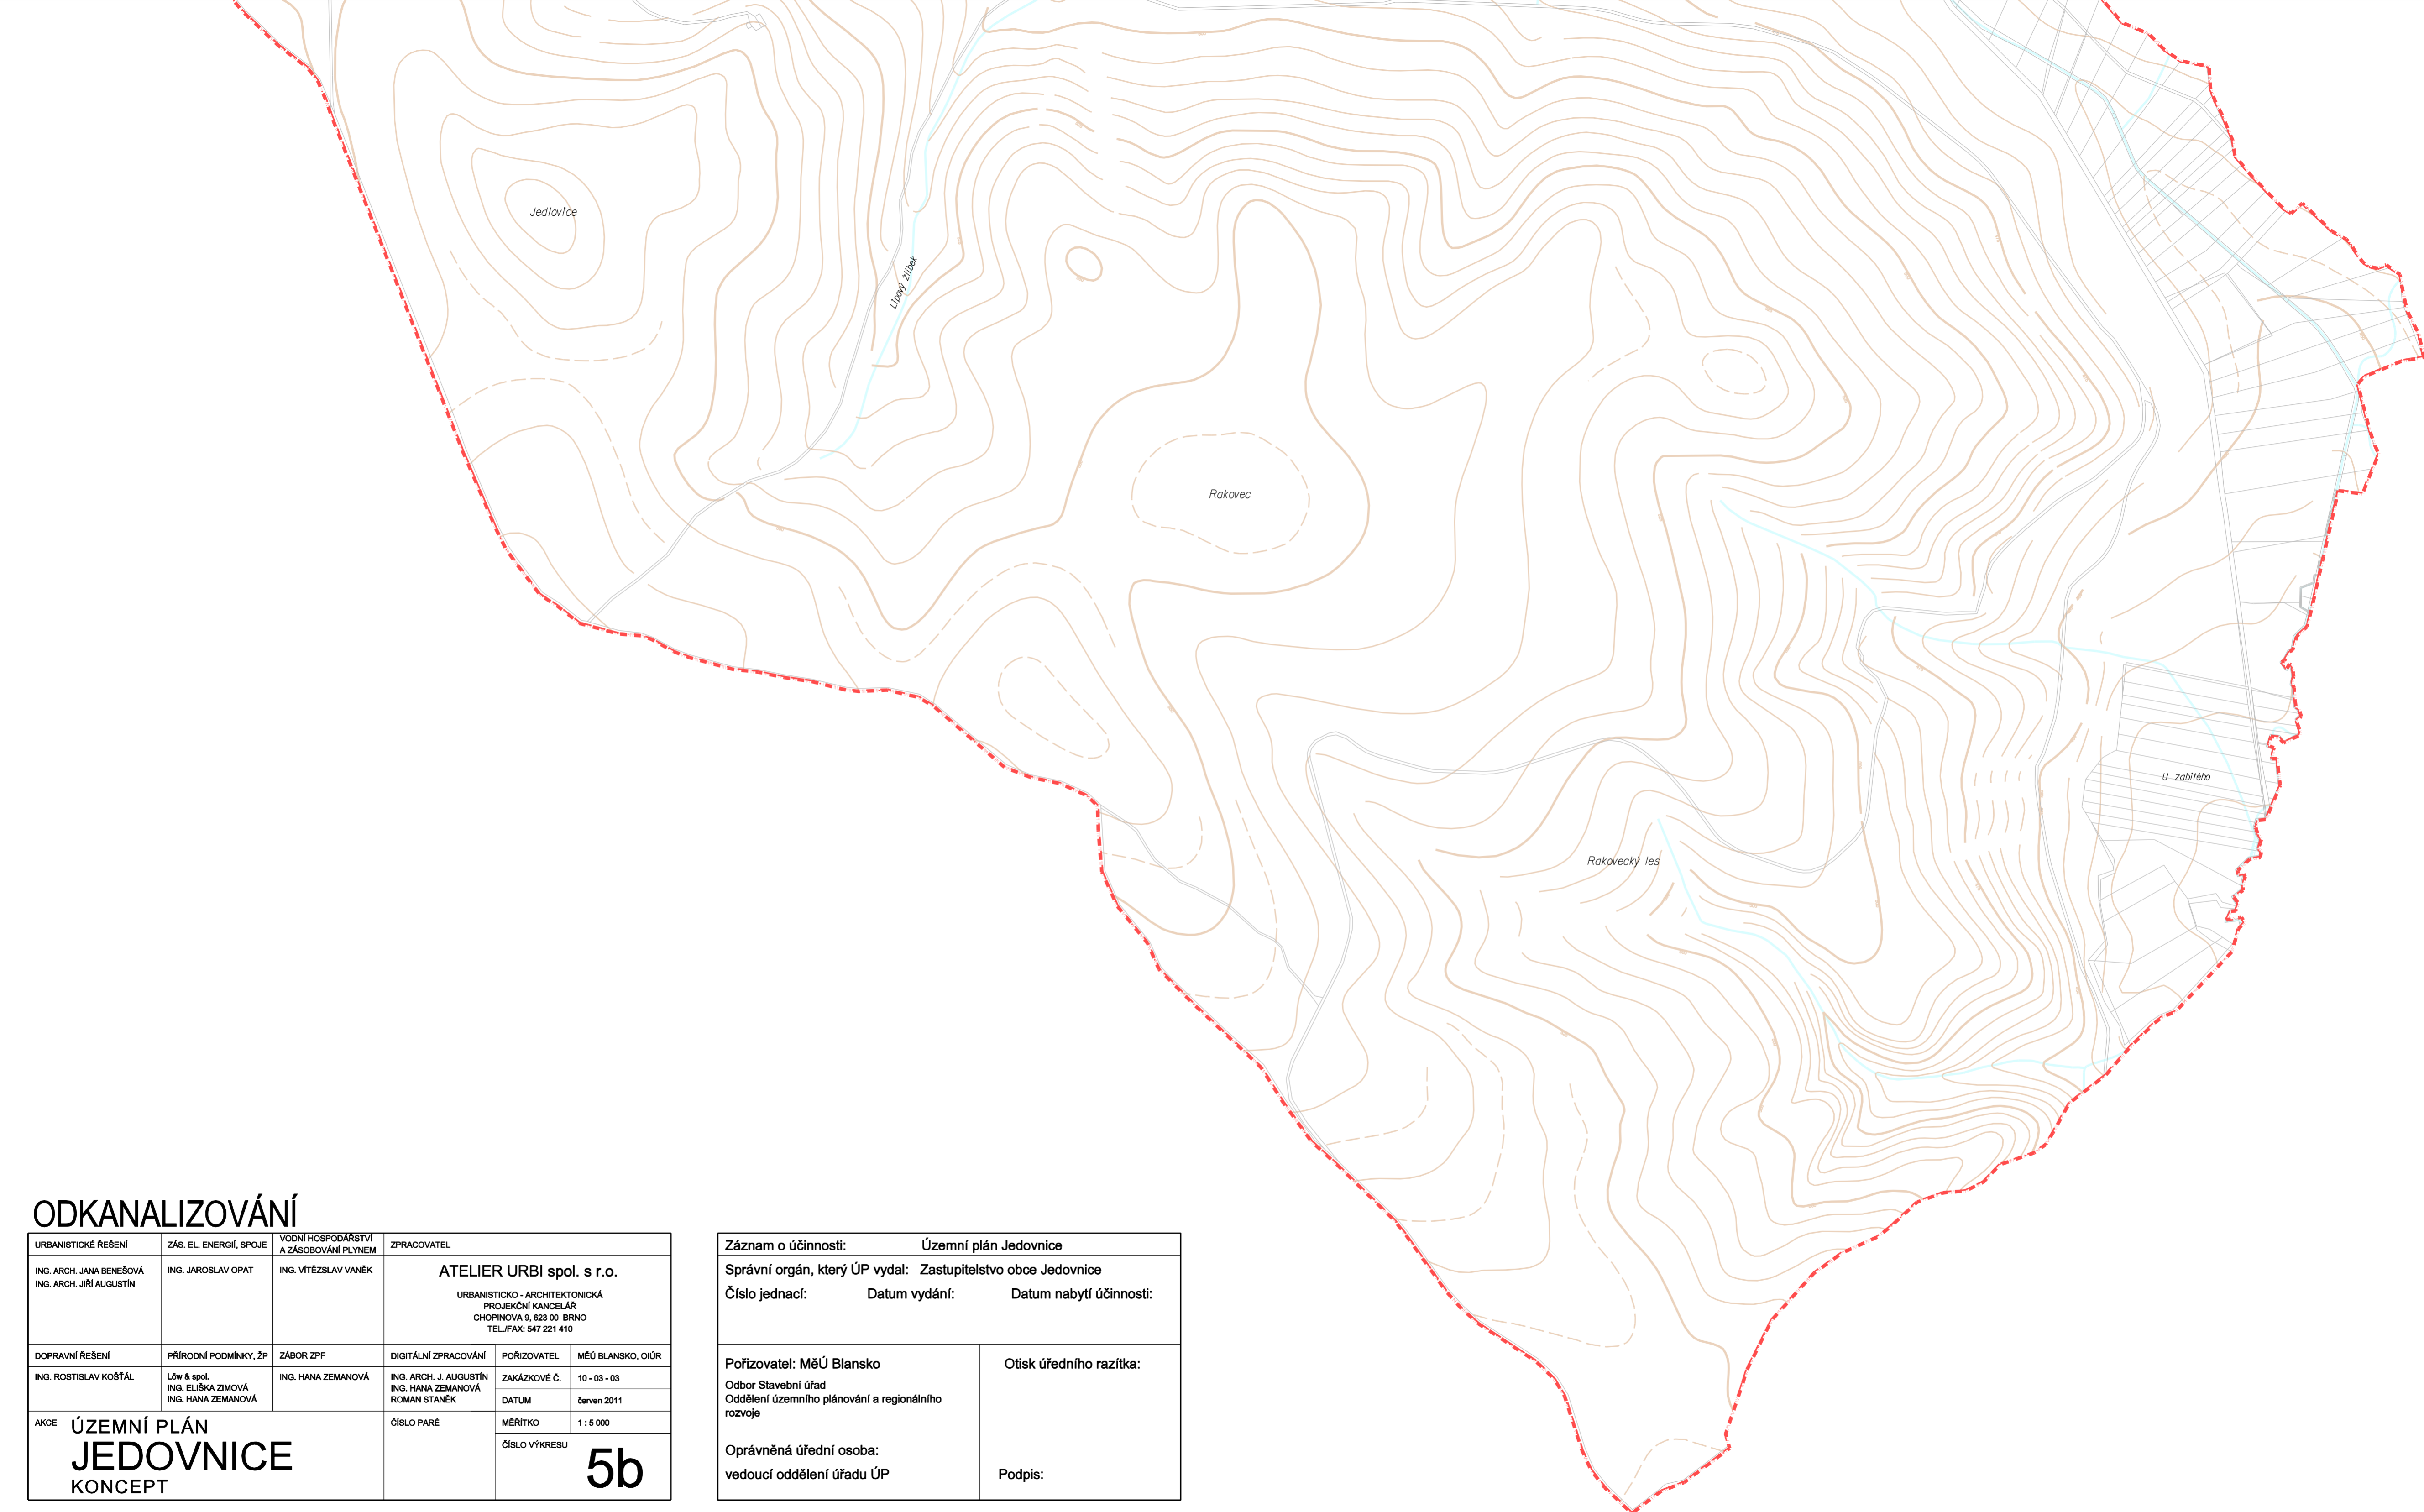 Jedlovice
Lipový žlíbek
Rakovec
Rakovecký les
U zabitého
ODKANALIZOVÁNÍ
URBANISTICKÉ ŘEŠENÍ
ZÁS. EL. ENERGIÍ, SPOJE
VODNÍ HOSPODÁŘSTVÍ
A ZÁSOBOVÁNÍ PLYNEM
ZPRACOVATEL
ING. ARCH. JANA BENEŠOVÁ
ING. ARCH. JIŘÍ AUGUSTÍN
ING. JAROSLAV OPAT
ING. VÍTĚZSLAV VANĚK
ATELIER URBI spol. s r.o.
URBANISTICKO - ARCHITEKTONICKÁ
PROJEKČNÍ KANCELÁŘ
CHOPINOVA 9, 623 00 BRNO
TEL./FAX: 547 221 410
DOPRAVNÍ ŘEŠENÍ
PŘÍRODNÍ PODMÍNKY, ŽP
ZÁBOR ZPF
DIGITÁLNÍ ZPRACOVÁNÍ
POŘIZOVATEL
MĚÚ BLANSKO, OIÚR
ING. ROSTISLAV KOŠŤÁL
Löw & spol.
ING. ELIŠKA ZIMOVÁ
ING. HANA ZEMANOVÁ
ING. HANA ZEMANOVÁ
ING. ARCH. J. AUGUSTÍN
ING. HANA ZEMANOVÁ
ROMAN STANĚK
ZAKÁZKOVÉ Č.
10 - 03 - 03
DATUM
červen 2011
AKCE
ÚZEMNÍ PLÁN
JEDOVNICE
KONCEPT
ČÍSLO PARÉ
MĚŘÍTKO
1 : 5 000
ČÍSLO VÝKRESU
5b
Záznam o účinnosti: Územní plán Jedovnice
Správní orgán, který ÚP vydal: Zastupitelstvo obce Jedovnice
Číslo jednací: Datum vydání: Datum nabytí účinnosti:
Pořizovatel: MěÚ Blansko
Odbor Stavební úřad
Oddělení územního plánování a regionálního
rozvoje
Oprávněná úřední osoba:
vedoucí oddělení úřadu ÚP
Otisk úředního razítka:
Podpis: